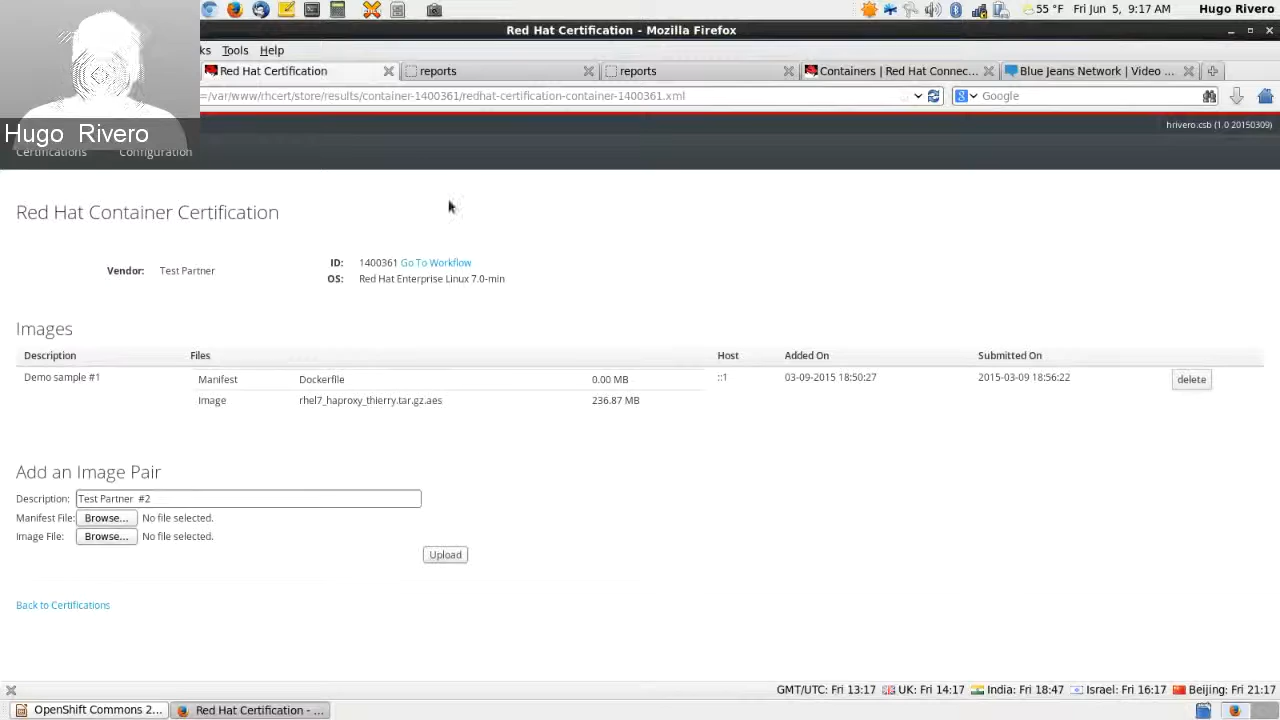 55 °F Fri Jun 5, 9:17 AM Hugo Rivero
Red Hat Certification - Mozilla Firefox
ks Tools Help
Red Hat Certification reports reports Containers | Red Hat Connec... Blue Jeans Network | Video ...
=/var/www/rhcert/store/results/container-1400361/redhat-certification-container-1400361.xml Google
Hugo Rivero
hrivero.csb (1.0 20150309)
Certifications Configuration
Red Hat Container Certification
Vendor: Test Partner
ID: 1400361 Go To Workflow
OS: Red Hat Enterprise Linux 7.0-min
Images
Description Files Host Added On Submitted On
Demo sample #1 Manifest Dockerfile 0.00 MB ::1 03-09-2015 18:50:27 2015-03-09 18:56:22 delete
Image rhel7_haproxy_thierry.tar.gz.aes 236.87 MB
Add an Image Pair
Description: Test Partner #2
Manifest File: Browse... No file selected.
Image File: Browse... No file selected.
Upload
Back to Certifications
GMT/UTC: Fri 13:17 UK: Fri 14:17 India: Fri 18:47 Israel: Fri 16:17 Beijing: Fri 21:17
OpenShift Commons 2... Red Hat Certification - ...